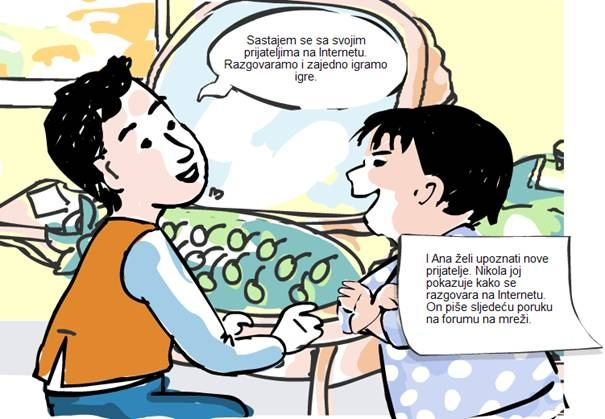 Sastajem se sa svojim
prijateljima na Internetu.
Razgovaramo i zajedno igramo
igre.
I Ana želi upoznati nove
prijatelje. Nikola joj
pokazuje kako se
razgovara na Internetu.
On piše sljedeću poruku
na forumu na mreži.